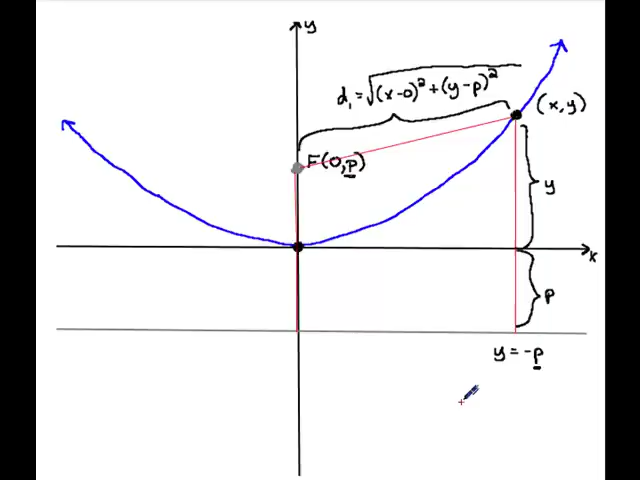 y
d₁ = √(x-0)² + (y-p)²
(x, y)
F(0, p)
y
x
p
y = -p